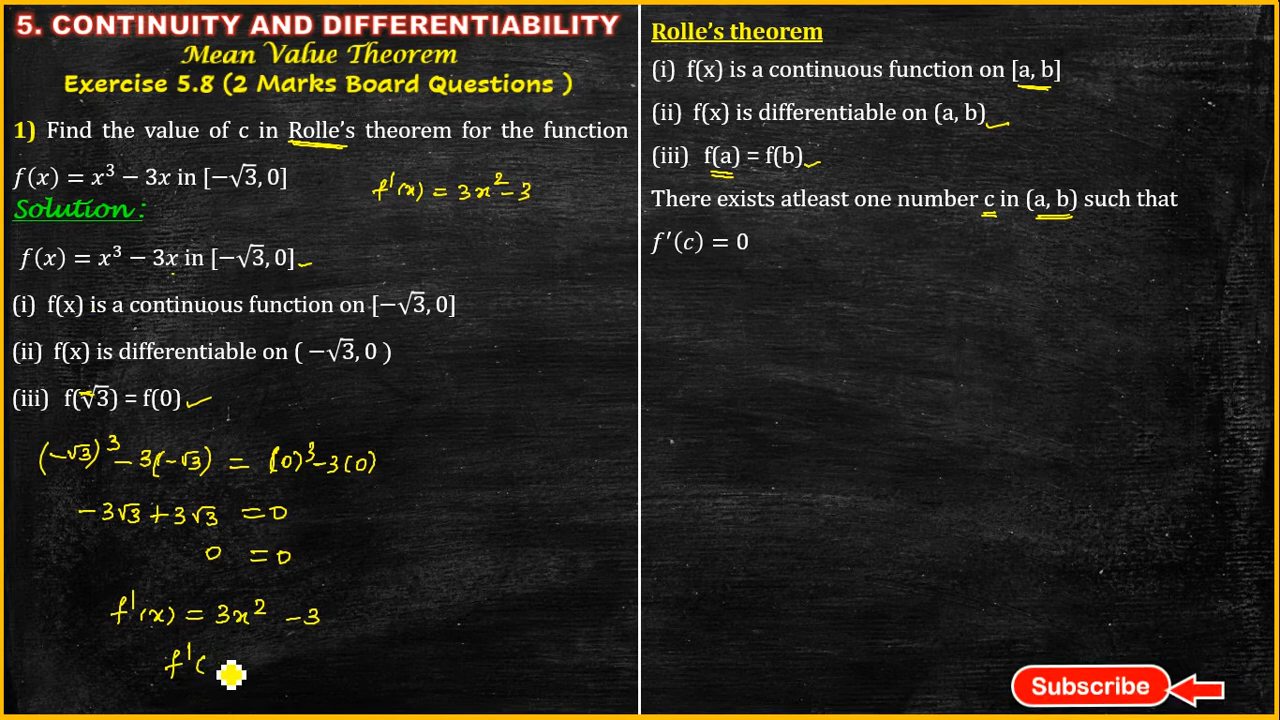 5. CONTINUITY AND DIFFERENTIABILITY
Mean Value Theorem
Exercise 5.8 (2 Marks Board Questions )
1) Find the value of c in Rolle's theorem for the function
f(x) = x³ − 3x in [−√3, 0]
f'(x) = 3x² - 3
Solution :
f(x) = x³ − 3x in [−√3, 0]
(i) f(x) is a continuous function on [−√3, 0]
(ii) f(x) is differentiable on ( −√3, 0 )
(iii) f(-√3) = f(0)
(-√3)³ - 3(-√3) = (0)³ - 3(0)
- 3√3 + 3√3 = 0
0 = 0
f'(x) = 3x² - 3
f'(
Rolle's theorem
(i) f(x) is a continuous function on [a, b]
(ii) f(x) is differentiable on (a, b)
(iii) f(a) = f(b)
There exists atleast one number c in (a, b) such that
f'(c) = 0
Subscribe